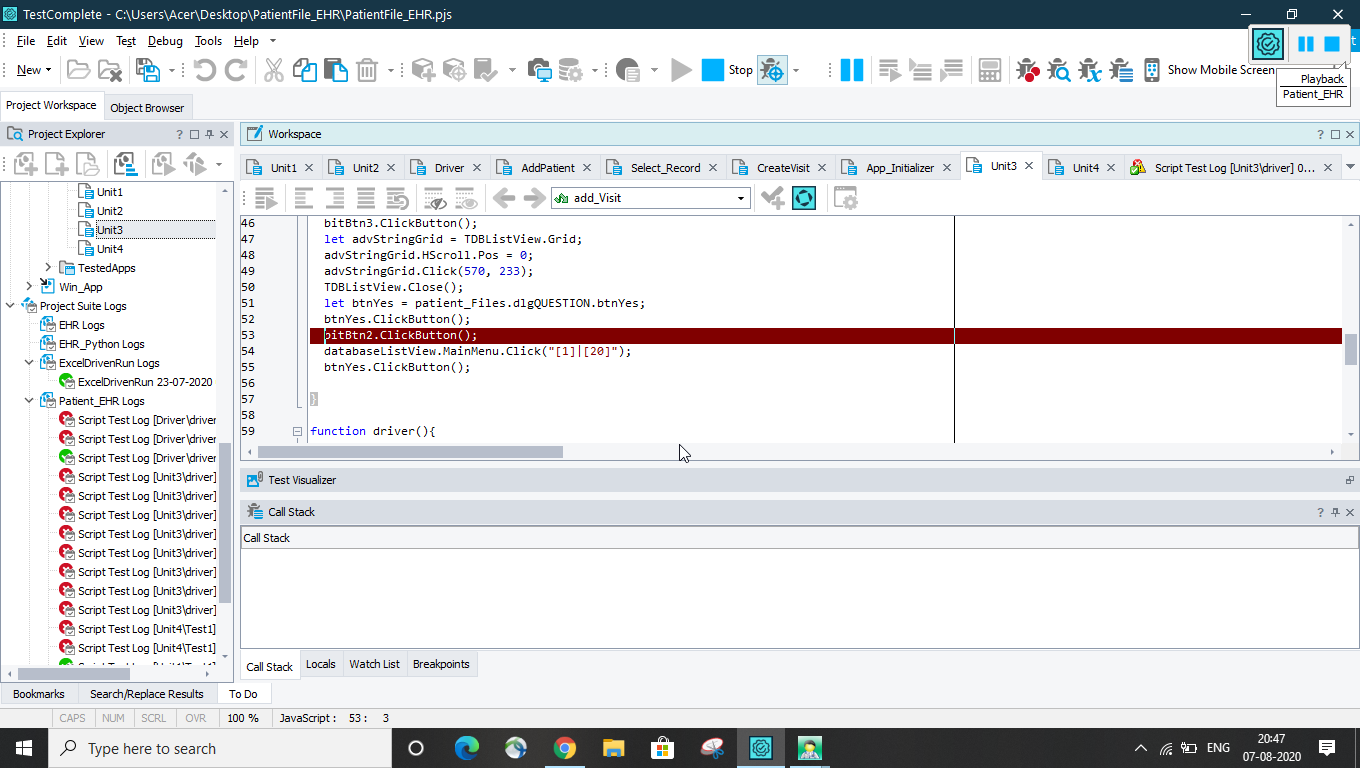 TestComplete - C:\Users\Acer\Desktop\PatientFile_EHR\PatientFile_EHR.pjs
File Edit View Test Debug Tools Help
New Stop Show Mobile Screen
Playback
Patient_EHR
Project Workspace Object Browser
Project Explorer ? Workspace ?
Unit1 Unit2 Driver AddPatient Select_Record CreateVisit App_Initializer Unit3 Unit4 Script Test Log [Unit3\driver] 0...
add_Visit
Unit1
Unit2
Unit3
Unit4
TestedApps
Win_App
Project Suite Logs
EHR Logs
EHR_Python Logs
ExcelDrivenRun Logs
ExcelDrivenRun 23-07-2020
Patient_EHR Logs
Script Test Log [Driver\driver
Script Test Log [Driver\driver
Script Test Log [Driver\driver
Script Test Log [Unit3\driver]
Script Test Log [Unit3\driver]
Script Test Log [Unit3\driver]
Script Test Log [Unit3\driver]
Script Test Log [Unit3\driver]
Script Test Log [Unit3\driver]
Script Test Log [Unit3\driver]
Script Test Log [Unit3\driver]
Script Test Log [Unit4\Test1]
Script Test Log [Unit4\Test1]
46 bitBtn3.ClickButton();
47 let advStringGrid = TDBListView.Grid;
48 advStringGrid.HScroll.Pos = 0;
49 advStringGrid.Click(570, 233);
50 TDBListView.Close();
51 let btnYes = patient_Files.dlgQUESTION.btnYes;
52 btnYes.ClickButton();
53 bitBtn2.ClickButton();
54 databaseListView.MainMenu.Click("[1]|[20]");
55 btnYes.ClickButton();
56
57 }
58
59 function driver(){
Test Visualizer
Call Stack ?
Call Stack
Call Stack Locals Watch List Breakpoints
Bookmarks Search/Replace Results To Do
CAPS NUM SCRL OVR 100 % JavaScript : 53 : 3
Type here to search
ENG
20:47
07-08-2020